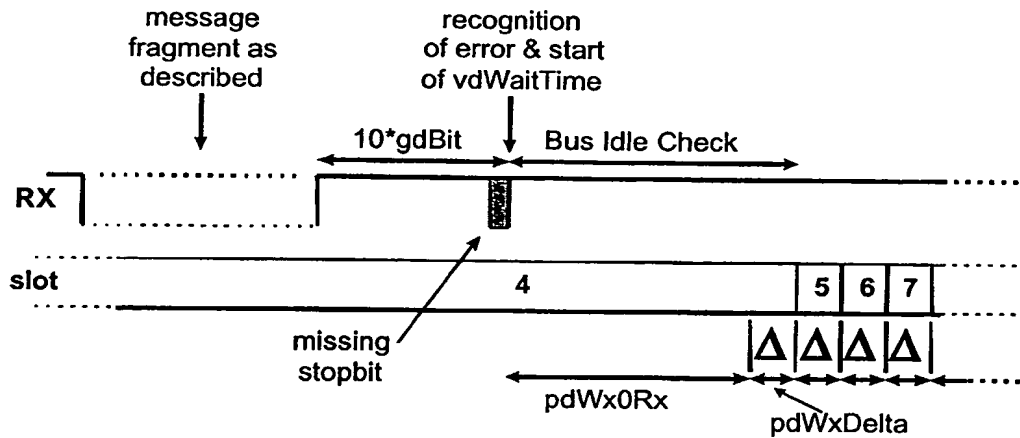 message
fragment as
described
recognition
of error & start
of vdWaitTime
10*gdBit
Bus Idle Check
RX
slot
4
5
6
7
missing
stopbit
Δ
Δ
Δ
Δ
pdWx0Rx
pdWxDelta